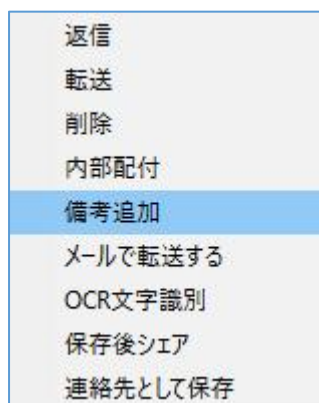 返信
転送
削除
内部配付
備考追加
メールで転送する
OCR文字識別
保存後シェア
連絡先として保存